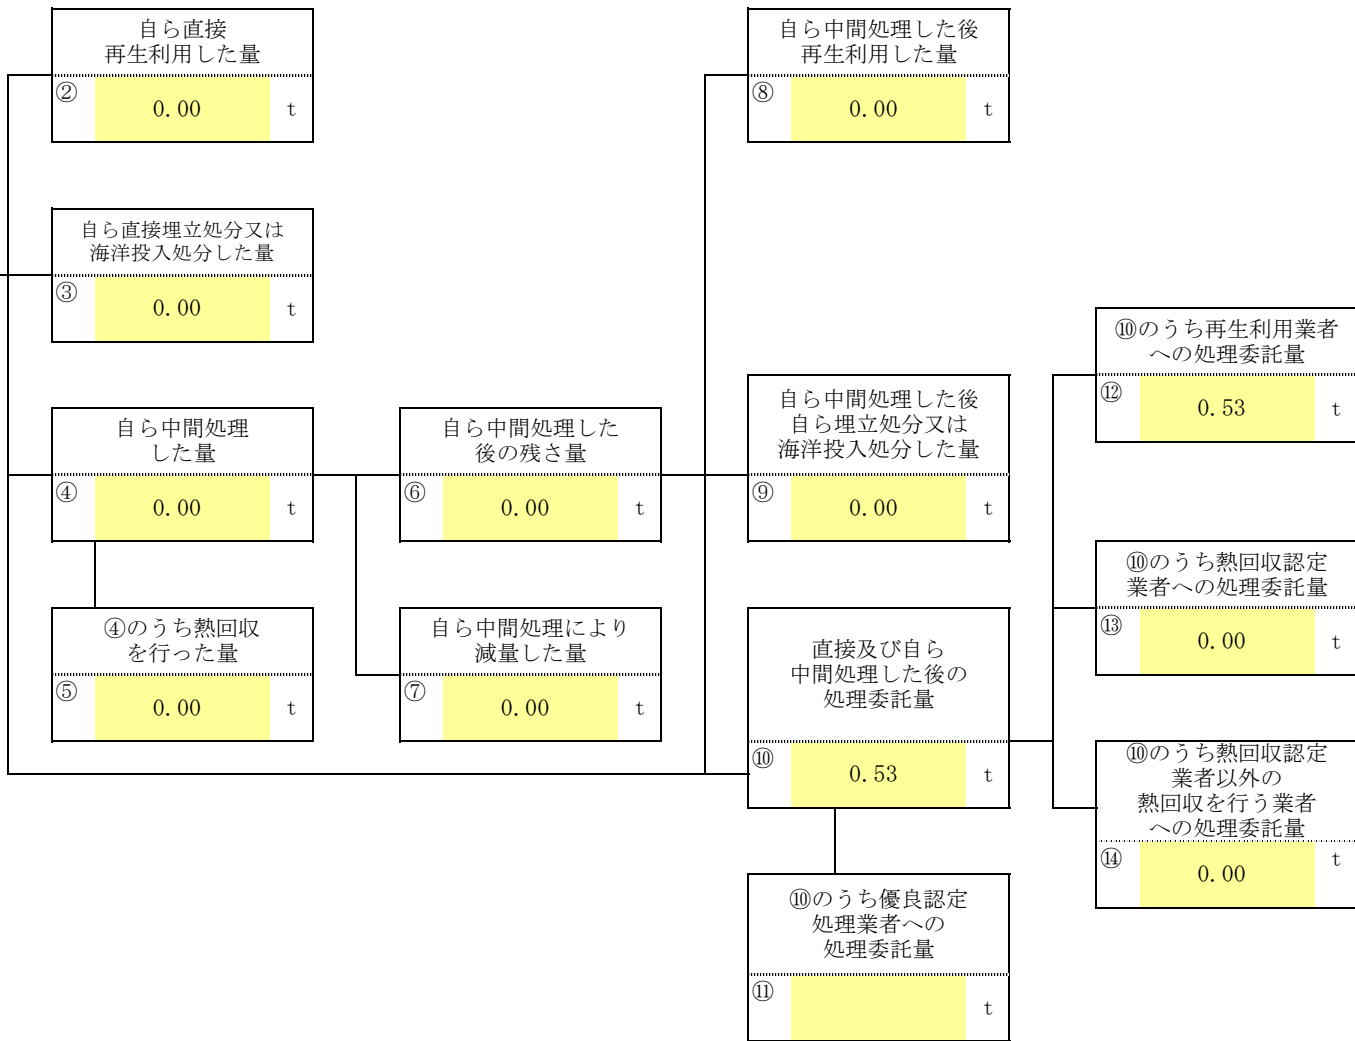 自ら直接
再生利用した量
②
0.00
t
自ら中間処理した後
再生利用した量
⑧
0.00
t
自ら直接埋立処分又は
海洋投入処分した量
③
0.00
t
⑩のうち再生利用業者
への処理委託量
⑫
0.53
t
自ら中間処理
した量
④
0.00
t
自ら中間処理した
後の残さ量
⑥
0.00
t
自ら中間処理した後
自ら埋立処分又は
海洋投入処分した量
⑨
0.00
t
⑩のうち熱回収認定
業者への処理委託量
⑬
0.00
t
④のうち熱回収
を行った量
⑤
0.00
t
自ら中間処理により
減量した量
⑦
0.00
t
直接及び自ら
中間処理した後の
処理委託量
⑩
0.53
t
⑩のうち熱回収認定
業者以外の
熱回収を行う業者
への処理委託量
⑭
0.00
t
⑩のうち優良認定
処理業者への
処理委託量
⑪
t